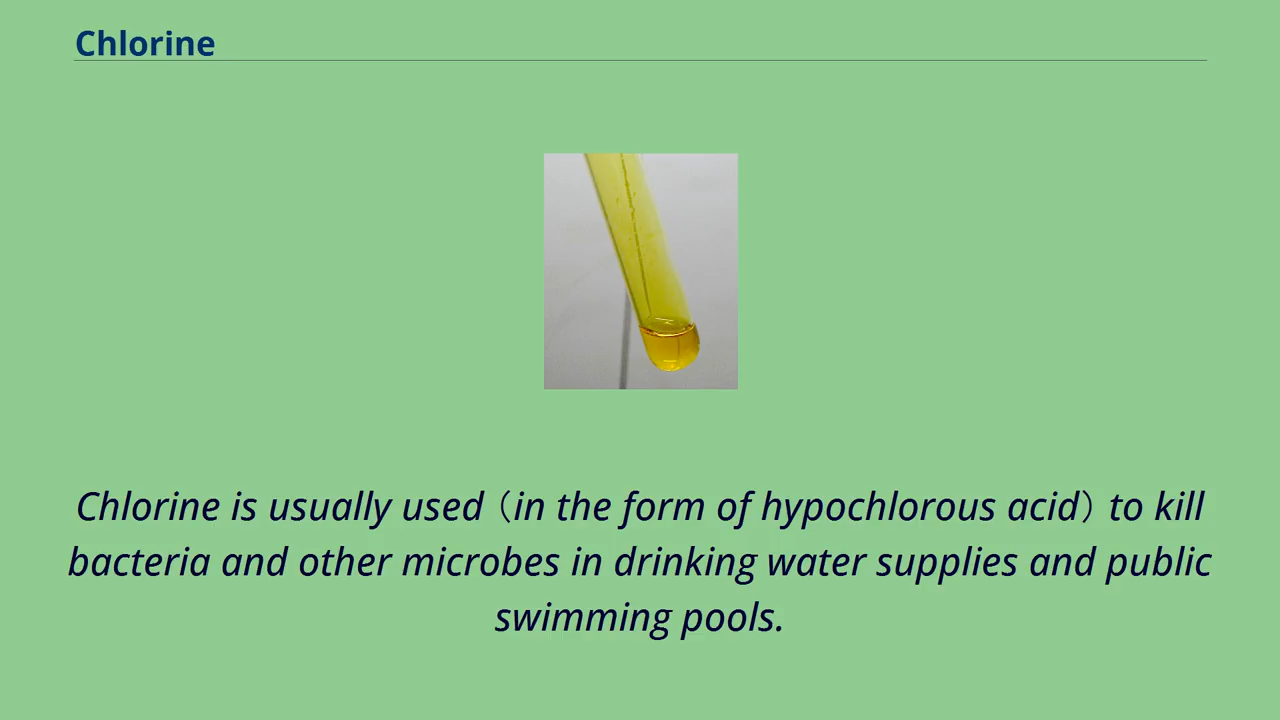 Chlorine
Chlorine is usually used（in the form of hypochlorous acid）to kill
bacteria and other microbes in drinking water supplies and public
swimming pools.